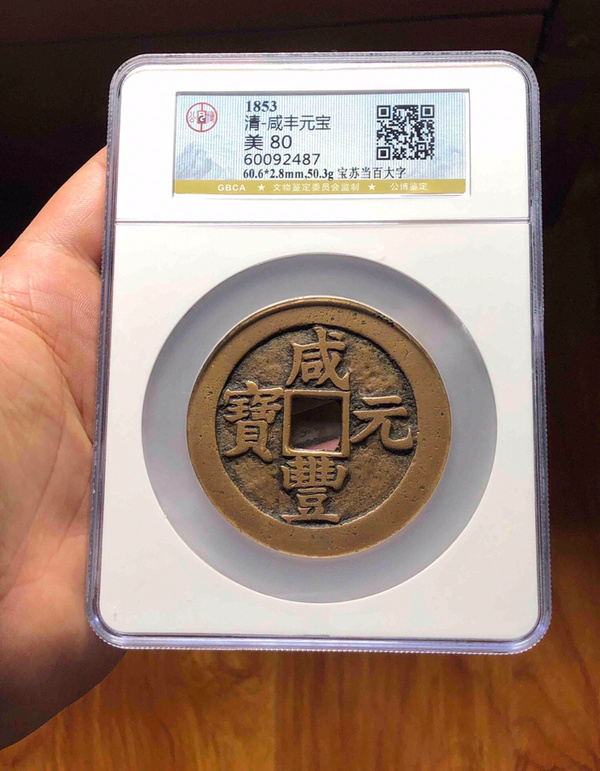 1853
清-咸丰元宝
美 80
60092487
60.6*2.8mm,50.3g 宝苏当百大字
GBCA ★ 文物鉴定委员会监制 ★ 公博鉴定
咸
寶 元
豐